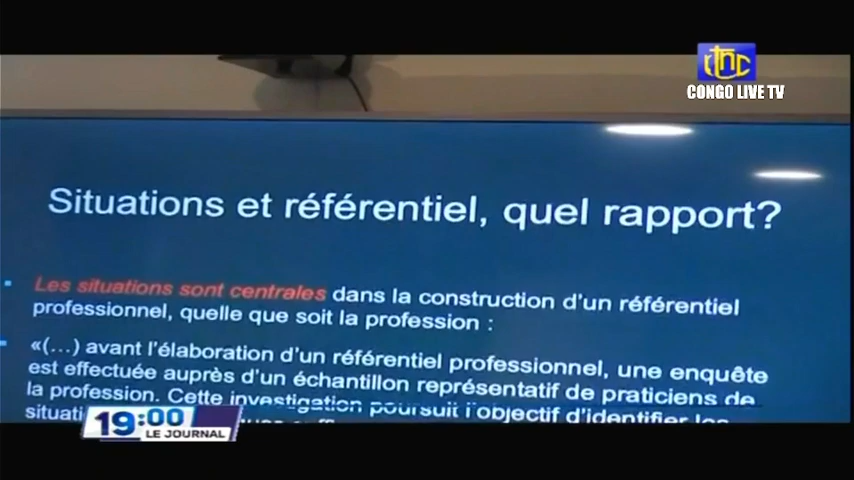 rtnc
CONGO LIVE TV
Situations et référentiel, quel rapport?
Les situations sont centrales dans la construction d'un référentiel
professionnel, quelle que soit la profession :
«(...) avant l'élaboration d'un référentiel professionnel, une enquête
est effectuée auprès d'un échantillon représentatif de praticiens de
la profession. Cette investigation poursuit l'objectif d'identifier les
situati
19:00
LE JOURNAL